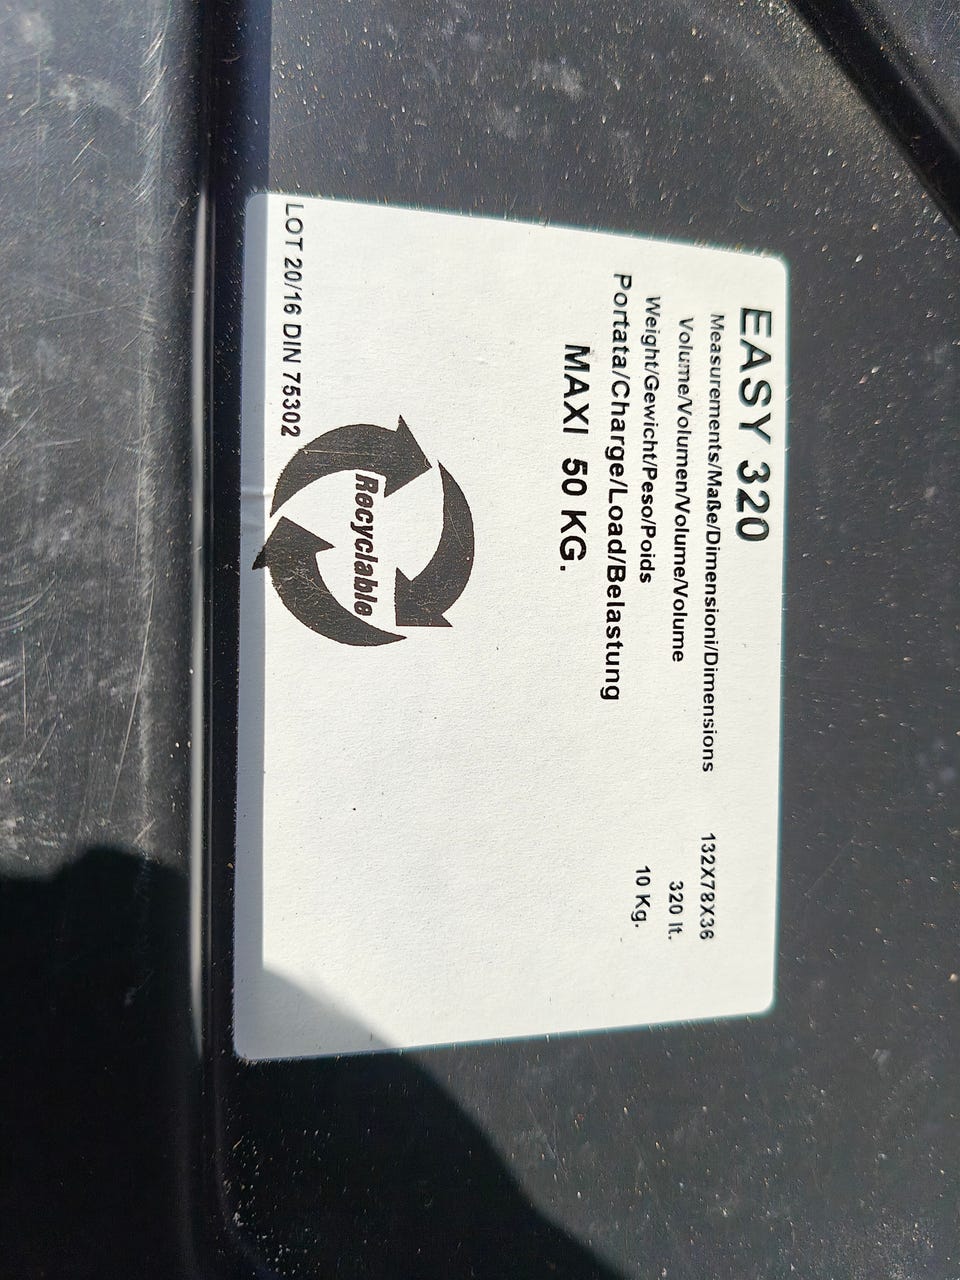 EASY 320
Measurements/Maße/Dimensioni/Dimensions 132X78X36
Volume/Volumen/Volume/Volume 320 lt.
Weight/Gewicht/Peso/Poids 10 Kg.
Portata/Charge/Load/Belastung
MAXI 50 KG.
Recyclable
LOT 20/16 DIN 75302